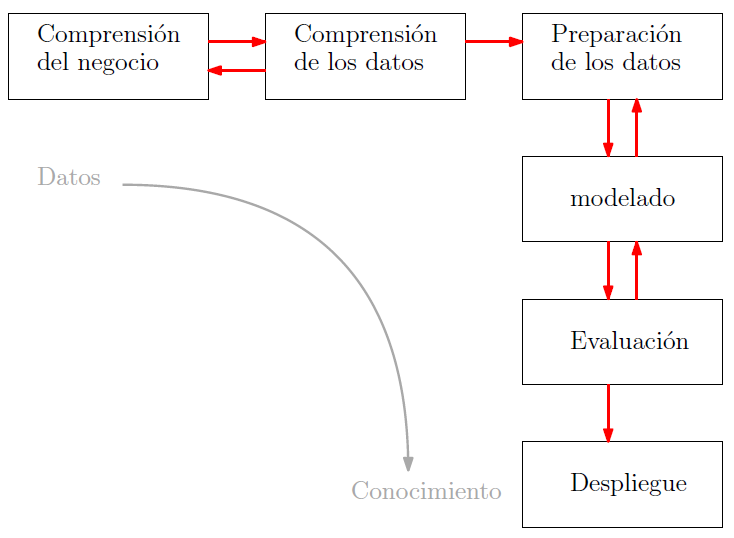 Comprensión
del negocio
Comprensión
de los datos
Preparación
de los datos
Datos
modelado
Evaluación
Despliegue
Conocimiento